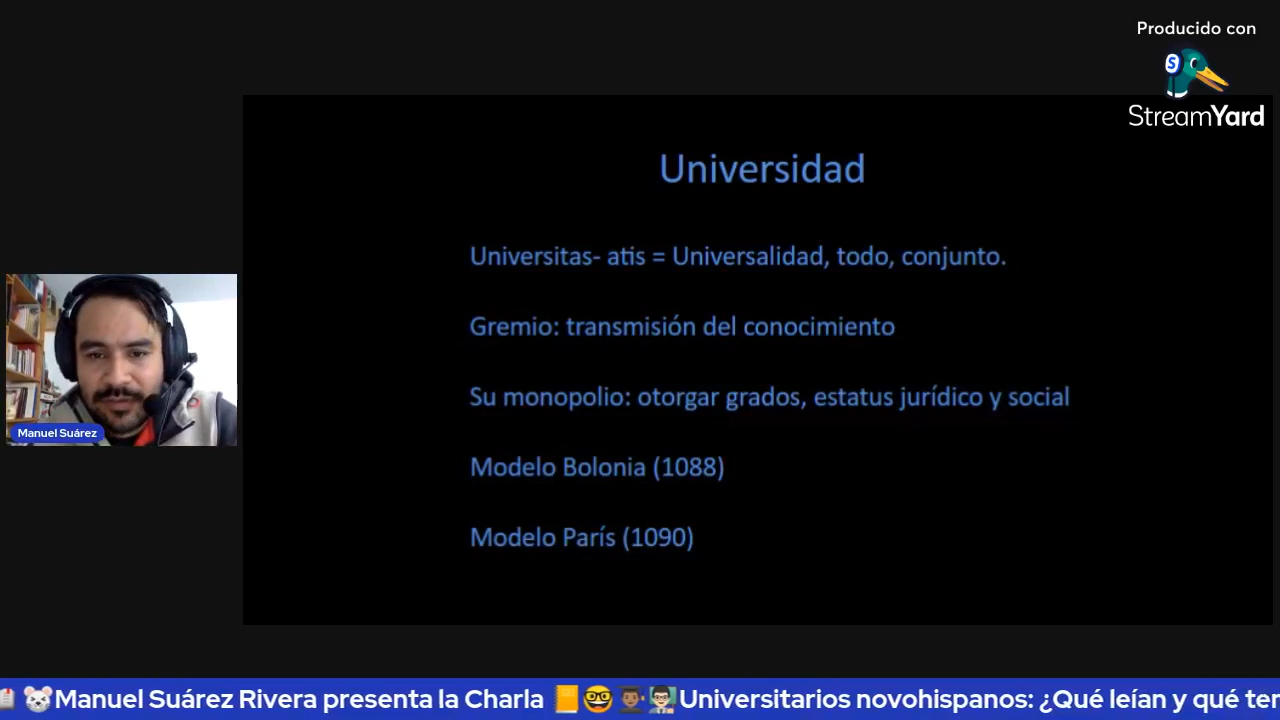 Producido con
StreamYard
Universidad
Universitas- atis = Universalidad, todo, conjunto.
Gremio: transmisión del conocimiento
Su monopolio: otorgar grados, estatus jurídico y social
Modelo Bolonia (1088)
Modelo París (1090)
Manuel Suárez
Manuel Suárez Rivera presenta la Charla 📒🤓👨🏾‍🎓👨🏻‍🏫Universitarios novohispanos: ¿Qué leían y qué ter